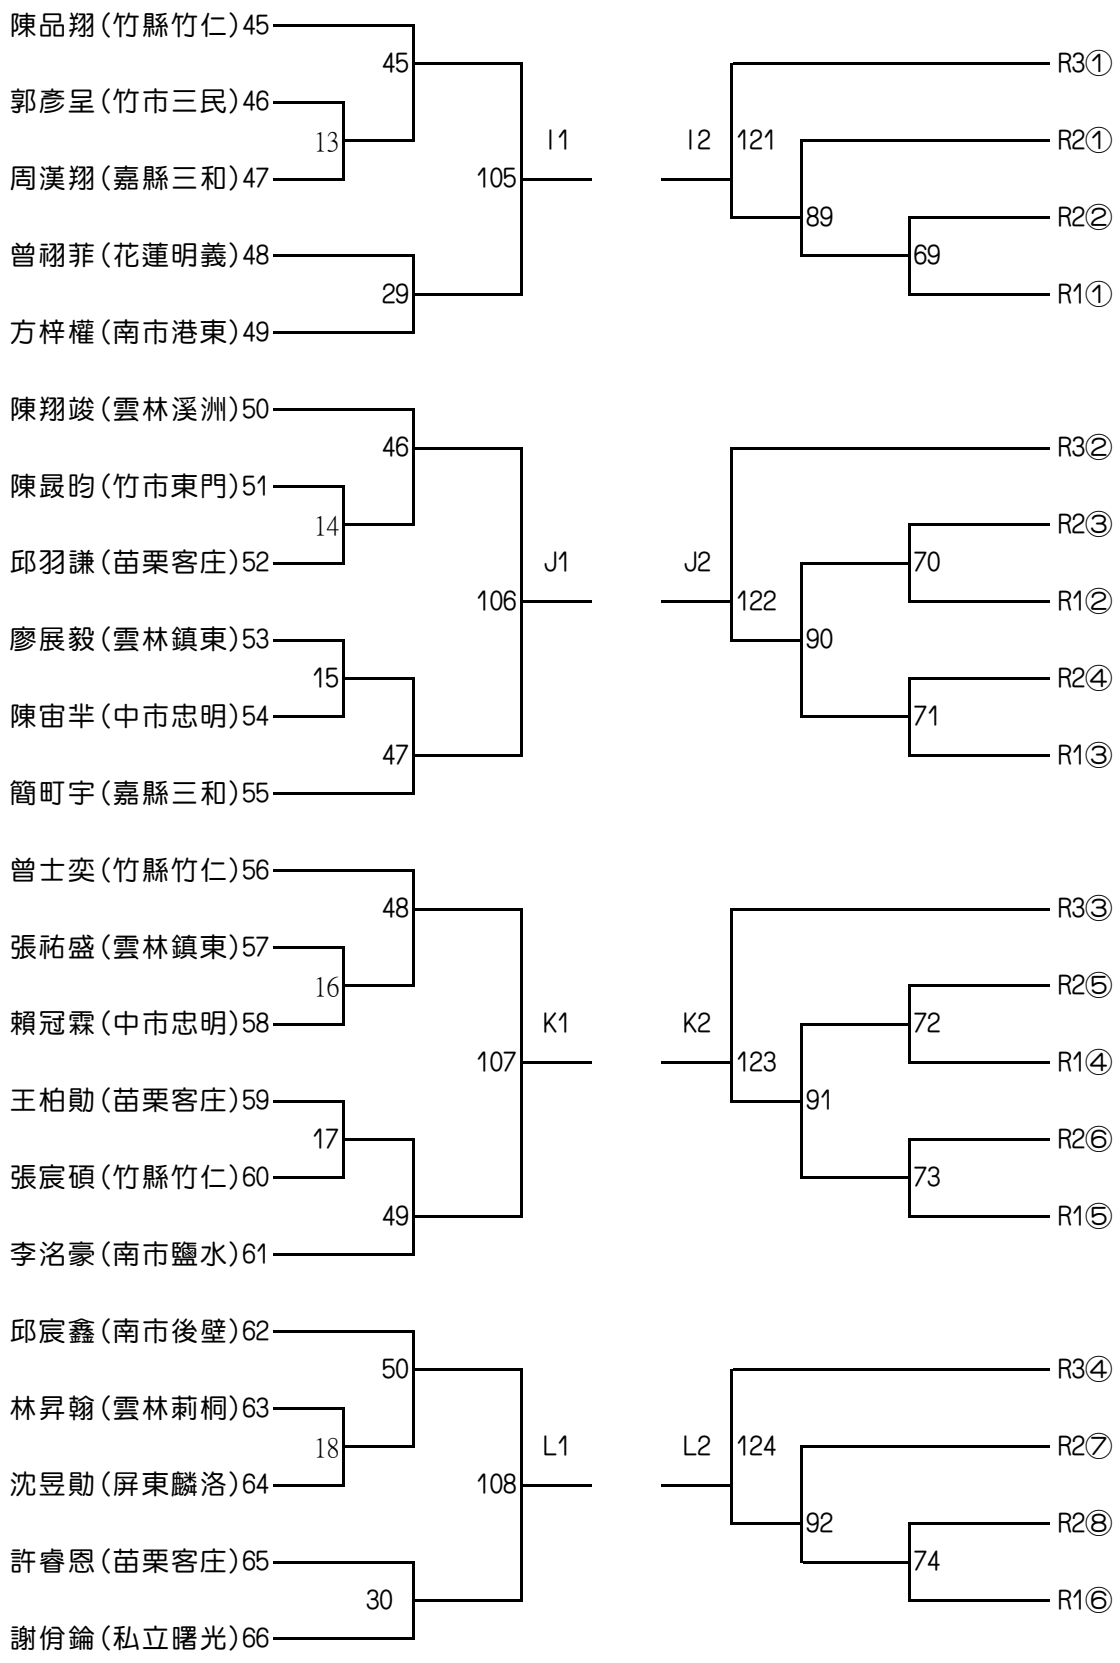 陳品翔(竹縣竹仁)45
45
R3①
郭彥呈(竹市三民)46
13
I1
I2
121
R2①
周漢翔(嘉縣三和)47
105
89
R2②
曾祤菲(花蓮明義)48
69
29
R1①
方梓權(南市港東)49
陳翔竣(雲林溪洲)50
46
R3②
陳晸昀(竹市東門)51
14
R2③
邱羽謙(苗栗客庄)52
J1
J2
70
106
122
R1②
廖展毅(雲林鎮東)53
90
15
R2④
陳宙芈(中市忠明)54
71
47
R1③
簡町宇(嘉縣三和)55
曾士奕(竹縣竹仁)56
48
R3③
張祐盛(雲林鎮東)57
16
R2⑤
賴冠霖(中市忠明)58
K1
K2
72
107
123
R1④
王柏勛(苗栗客庄)59
91
17
R2⑥
張宸碩(竹縣竹仁)60
73
49
R1⑤
李洺豪(南市鹽水)61
邱宸鑫(南市後壁)62
50
R3④
林昇翰(雲林莿桐)63
18
L1
L2
124
R2⑦
沈昱勛(屏東麟洛)64
108
92
R2⑧
許睿恩(苗栗客庄)65
74
30
R1⑥
謝佾錀(私立曙光)66